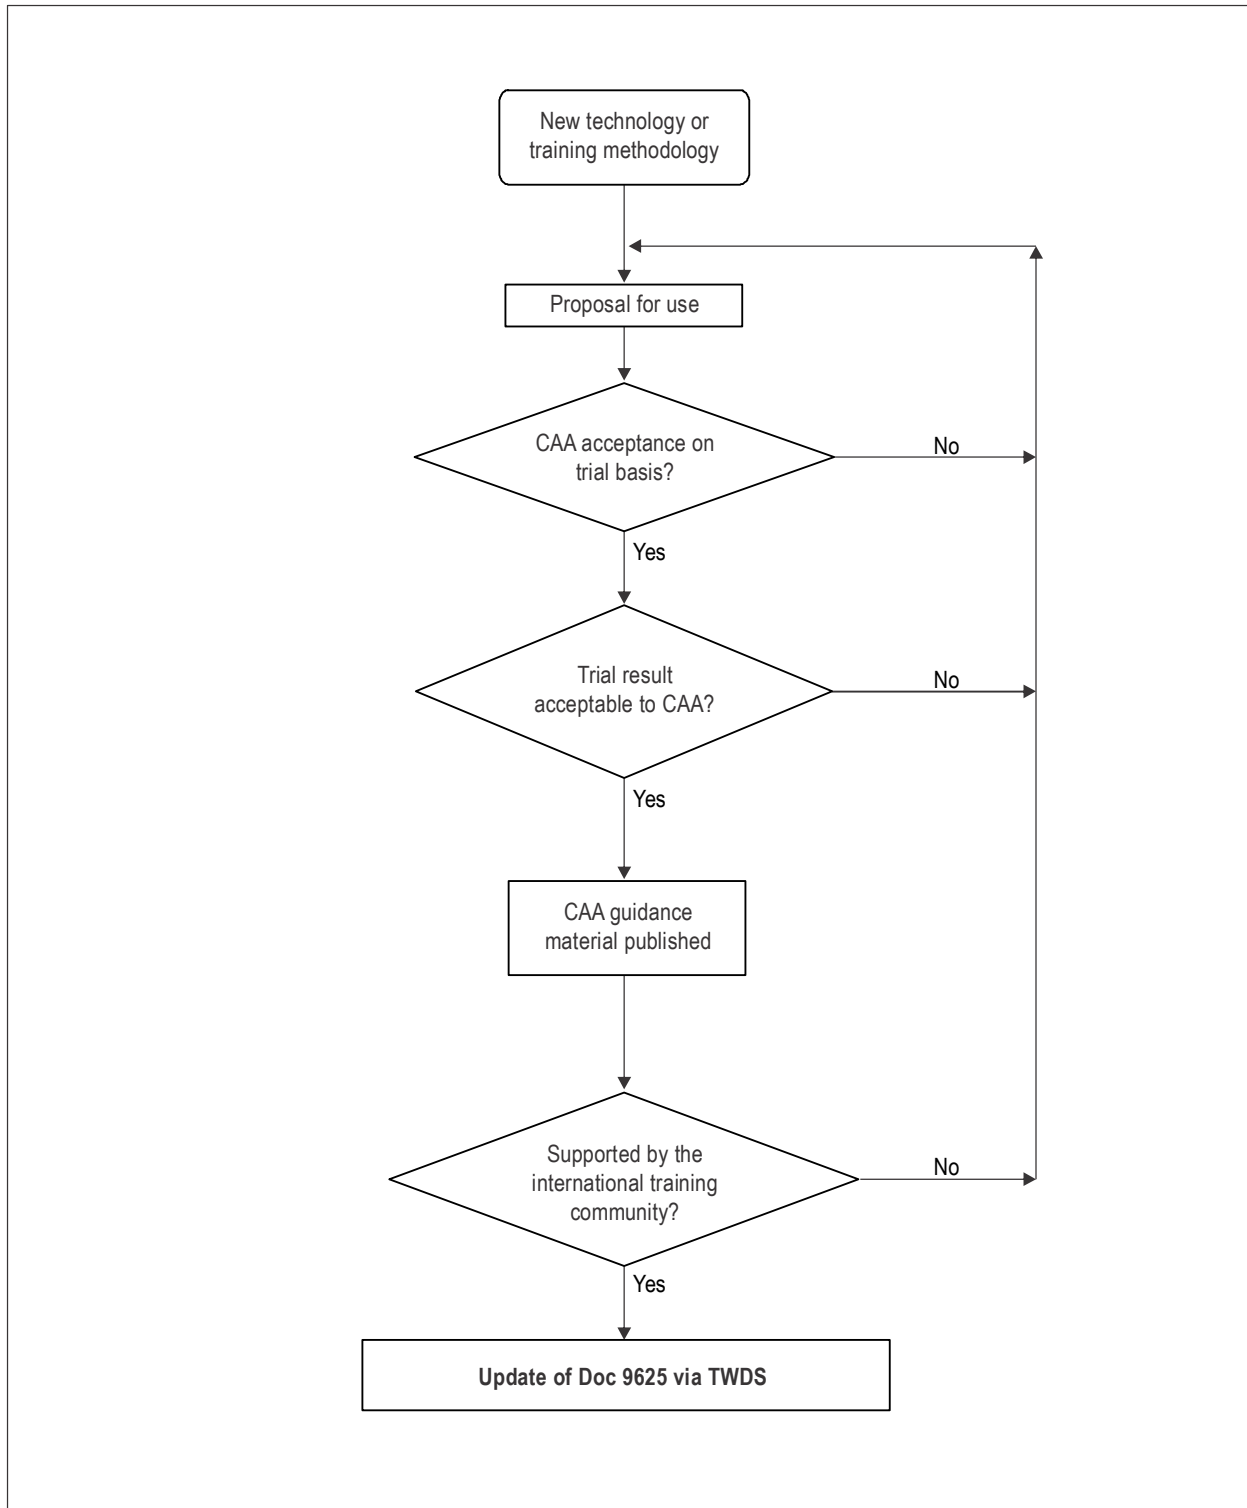 New technology or
training methodology
Proposal for use
CAA acceptance on
trial basis?
No
Yes
Trial result
acceptable to CAA?
No
Yes
CAA guidance
material published
Supported by the
international training
community?
No
Yes
Update of Doc 9625 via TWDS